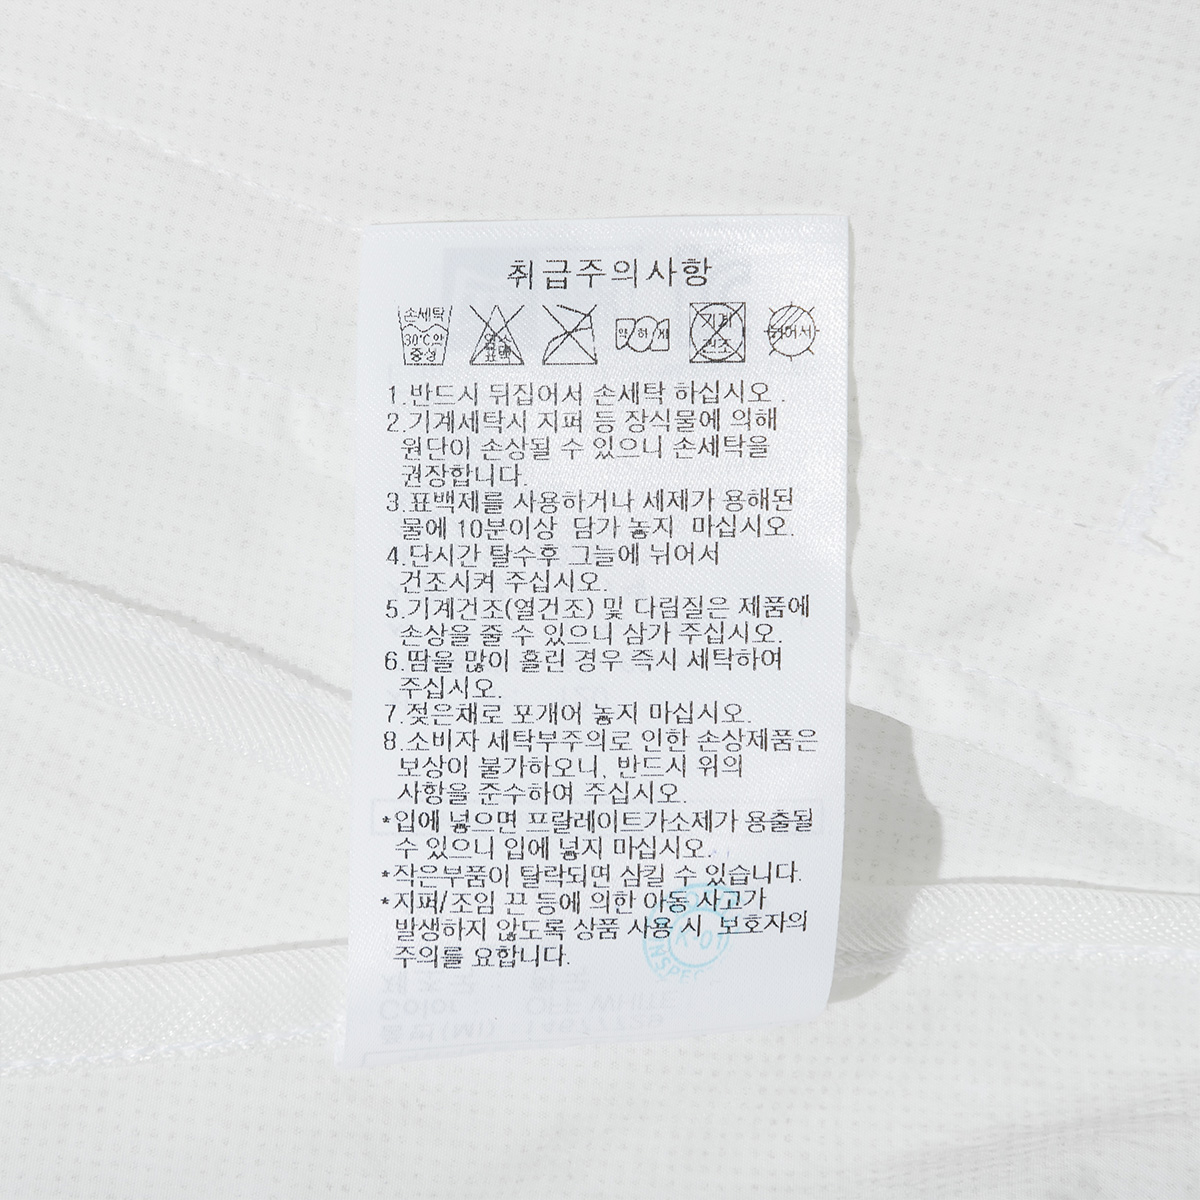 취급주의사항
손세탁
30℃약
중성
염소
표백
약하게
기계
건조
뉘어서
1.반드시 뒤집어서 손세탁 하십시오.
2.기계세탁시 지퍼 등 장식물에 의해
원단이 손상될 수 있으니 손세탁을
권장합니다.
3.표백제를 사용하거나 세제가 용해된
물에 10분이상 담가 놓지 마십시오.
4.단시간 탈수후 그늘에 뉘어서
건조시켜 주십시오.
5.기계건조(열건조) 및 다림질은 제품에
손상을 줄 수 있으니 삼가 주십시오.
6.땀을 많이 흘린 경우 즉시 세탁하여
주십시오.
7.젖은채로 포개어 놓지 마십시오.
8.소비자 세탁부주의로 인한 손상제품은
보상이 불가하오니, 반드시 위의
사항을 준수하여 주십시오.
*입에 넣으면 프탈레이트가소제가 용출될
수 있으니 입에 넣지 마십시오.
*작은부품이 탈락되면 삼킬 수 있습니다.
*지퍼/조임 끈 등에 의한 아동 사고가
발생하지 않도록 상품 사용 시 보호자의
주의를 요합니다.
Color OFF WHITE